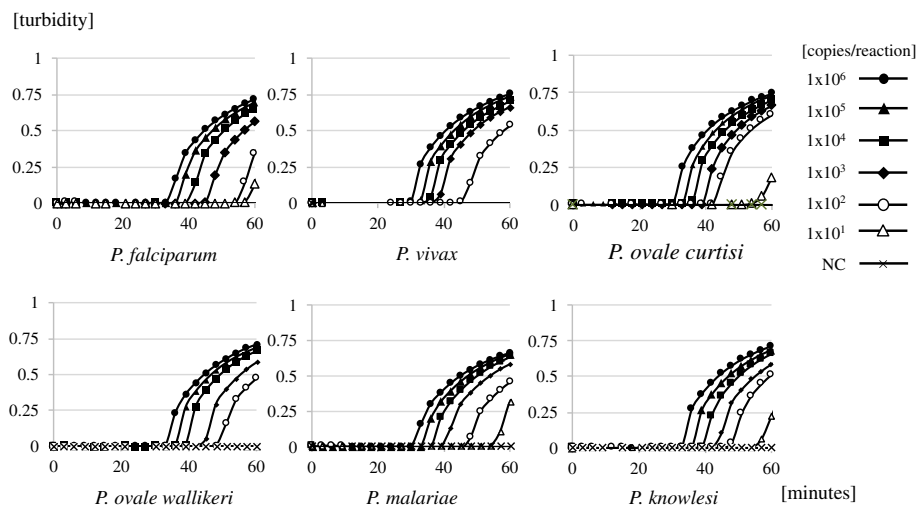 [turbidity]
1
0.75
0.5
0.25
0
0 20 40 60
P. falciparum
1
0.75
0.5
0.25
0
0 20 40 60
P. vivax
1
0.75
0.5
0.25
0
0 20 40 60
P. ovale curtisi
[copies/reaction]
1x10⁶
1x10⁵
1x10⁴
1x10³
1x10²
1x10¹
NC
1
0.75
0.5
0.25
0
0 20 40 60
P. ovale wallikeri
1
0.75
0.5
0.25
0
0 20 40 60
P. malariae
1
0.75
0.5
0.25
0
0 20 40 60
P. knowlesi
[minutes]